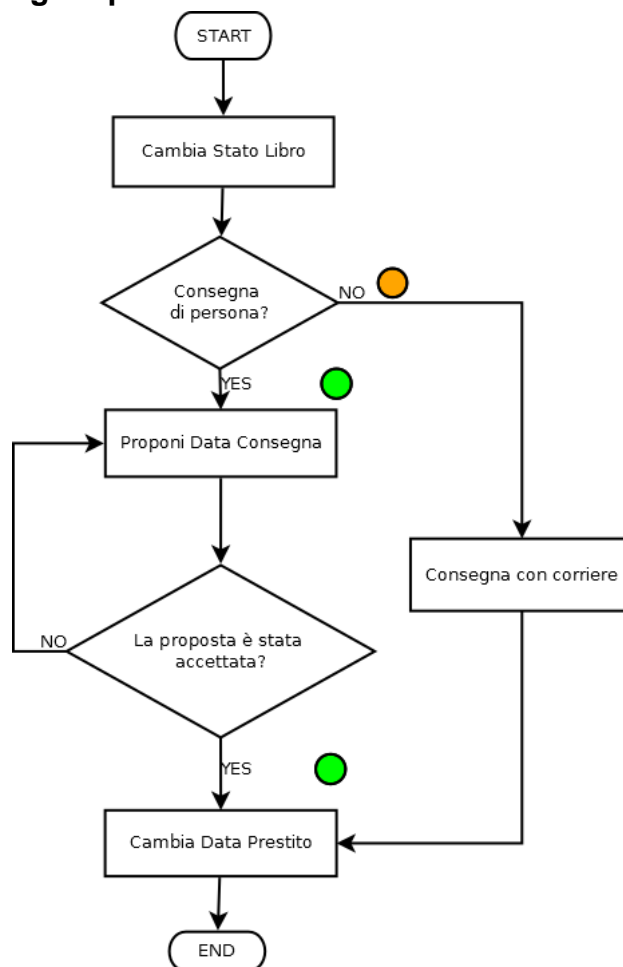 START
Cambia Stato Libro
Consegna
di persona?
NO
YES
Proponi Data Consegna
Consegna con corriere
La proposta è stata
accettata?
NO
YES
Cambia Data Prestito
END